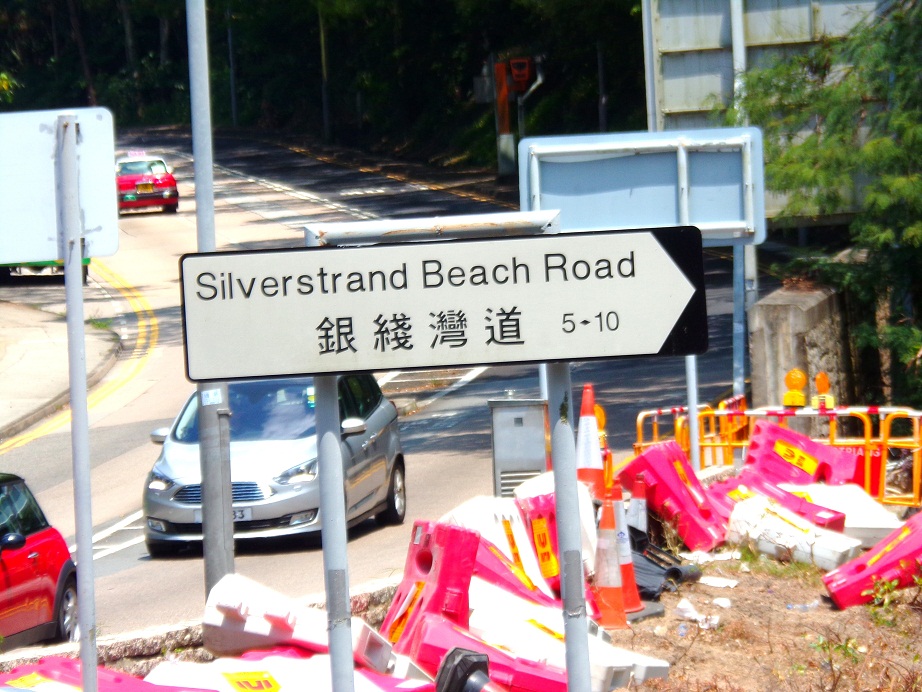 Silverstrand Beach Road
銀綫灣道 5-10